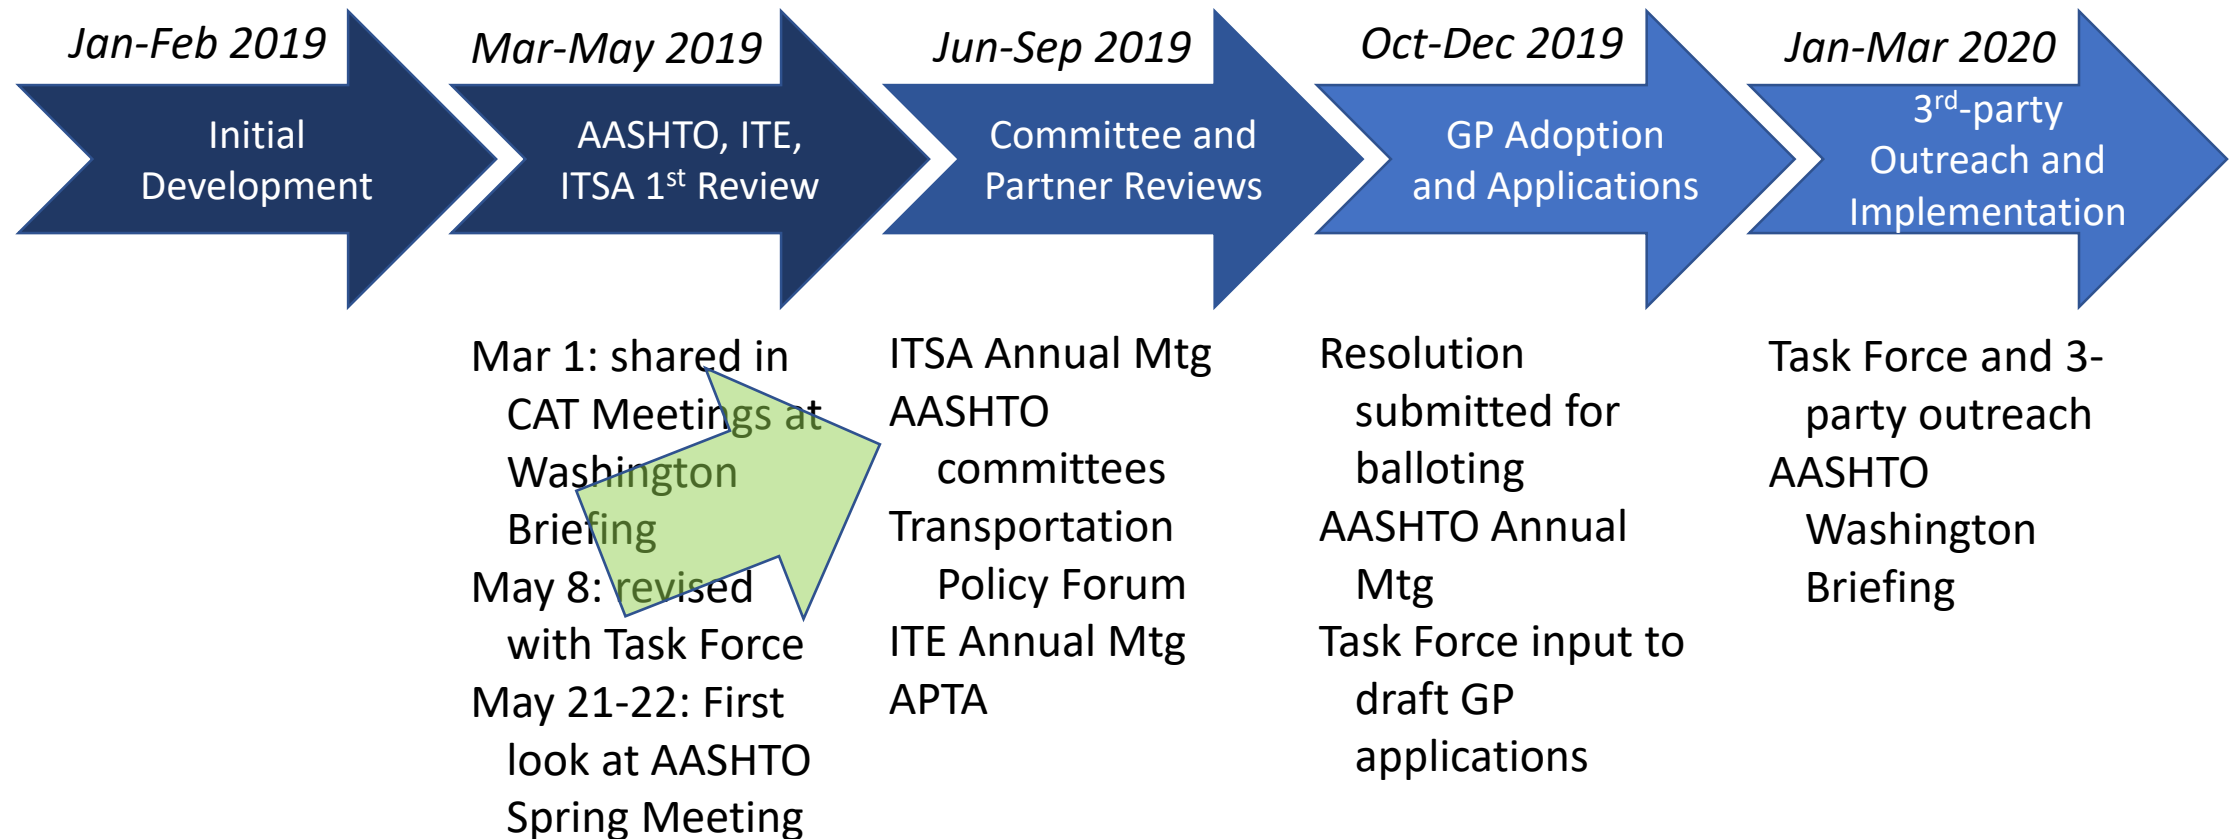 Jan-Feb 2019
Initial
Development
Mar-May 2019
AASHTO, ITE,
ITSA 1st Review
Jun-Sep 2019
Committee and
Partner Reviews
Oct-Dec 2019
GP Adoption
and Applications
Jan-Mar 2020
3rd-party
Outreach and
Implementation
Mar 1: shared in
CAT Meetings at
Washington
Briefing
May 8: revised
with Task Force
May 21-22: First
look at AASHTO
Spring Meeting
ITSA Annual Mtg
AASHTO
committees
Transportation
Policy Forum
ITE Annual Mtg
APTA
Resolution
submitted for
balloting
AASHTO Annual
Mtg
Task Force input to
draft GP
applications
Task Force and 3-
party outreach
AASHTO
Washington
Briefing